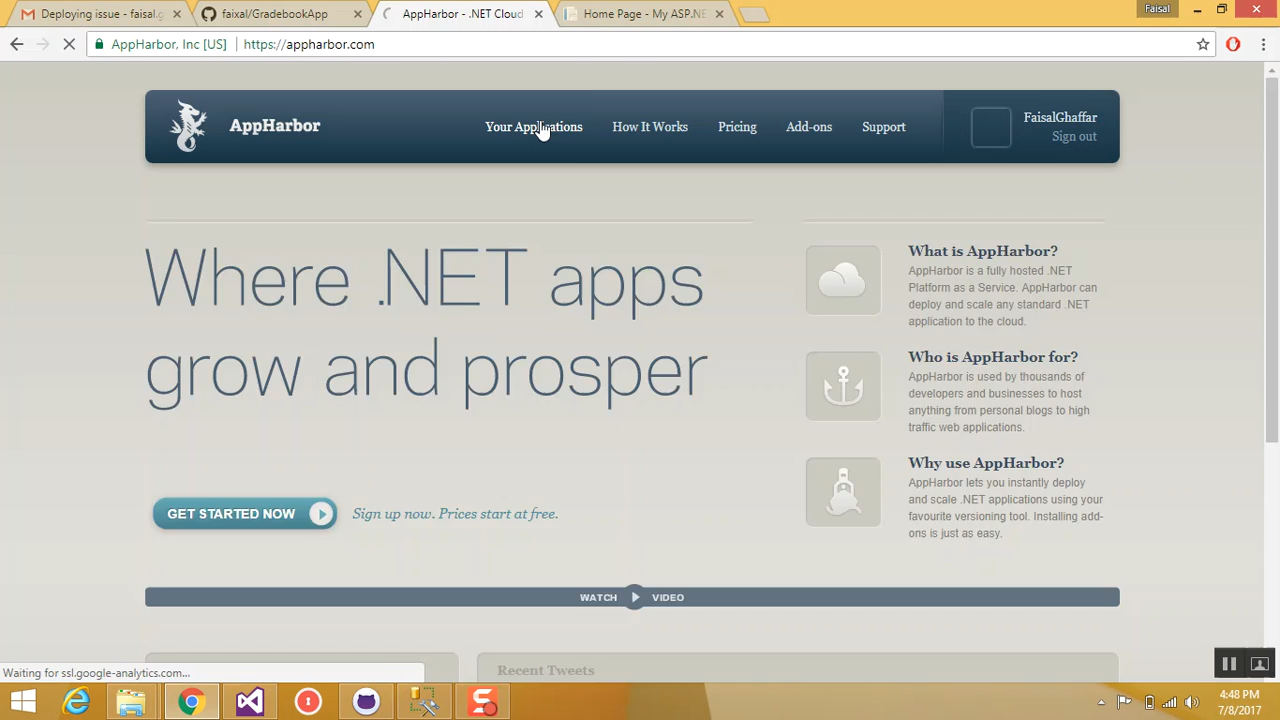 Deploying issue - faisal.g
faixal/GradebookApp
AppHarbor - .NET Cloud
Home Page - My ASP.NE
Faisal
AppHarbor, Inc [US]
https://appharbor.com
AppHarbor
Your Applications
How It Works
Pricing
Add-ons
Support
FaisalGhaffar
Sign out
Where .NET apps
grow and prosper
What is AppHarbor?
AppHarbor is a fully hosted .NET
Platform as a Service. AppHarbor can
deploy and scale any standard .NET
application to the cloud.
Who is AppHarbor for?
AppHarbor is used by thousands of
developers and businesses to host
anything from personal blogs to high
traffic web applications.
Why use AppHarbor?
AppHarbor lets you instantly deploy
and scale .NET applications using your
favourite versioning tool. Installing add-
ons is just as easy.
GET STARTED NOW
Sign up now. Prices start at free.
WATCH VIDEO
Recent Tweets
Waiting for ssl.google-analytics.com...
4:48 PM
7/8/2017